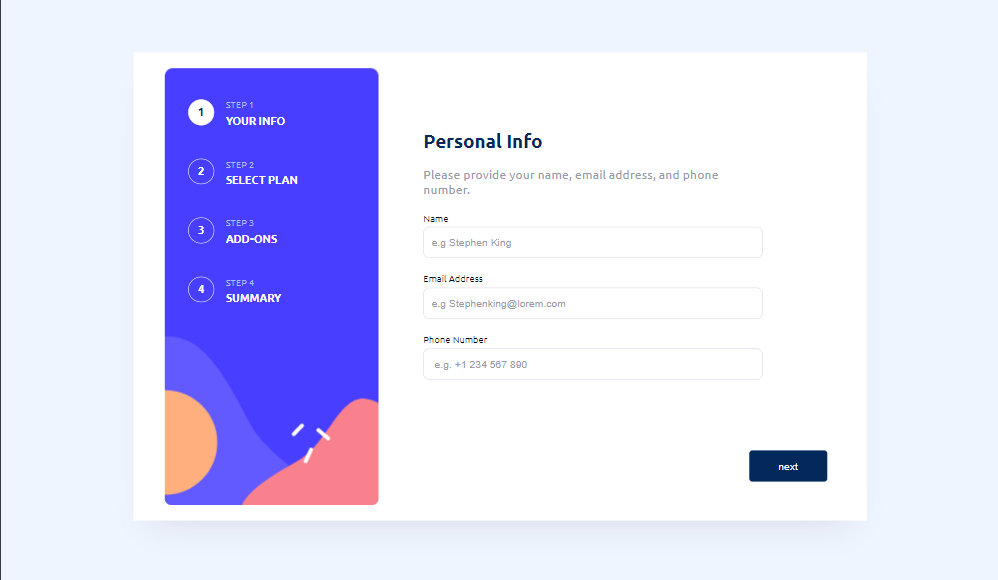 1
STEP 1
YOUR INFO
2
STEP 2
SELECT PLAN
3
STEP 3
ADD-ONS
4
STEP 4
SUMMARY
Personal Info
Please provide your name, email address, and phone
number.
Name
e.g Stephen King
Email Address
e.g Stephenking@lorem.com
Phone Number
e.g. +1 234 567 890
next